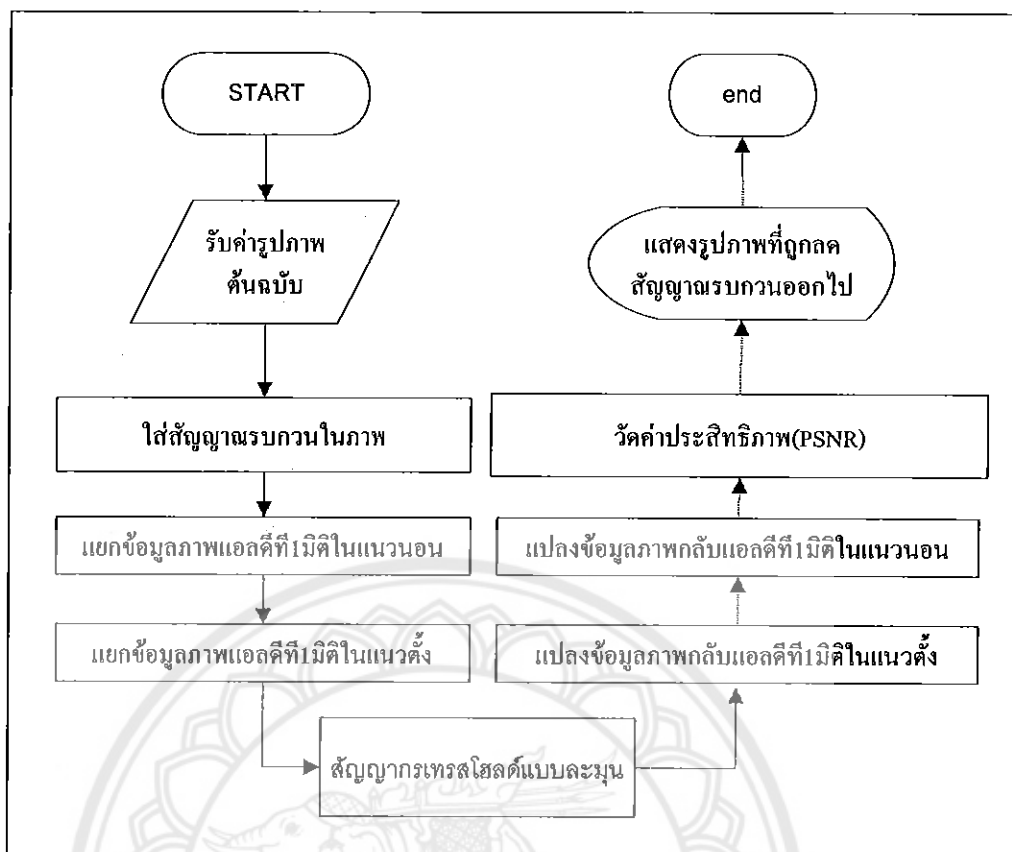 START
รับค่ารูปภาพ
ต้นฉบับ
ใส่สัญญาณรบกวนในภาพ
แยกข้อมูลภาพแอลดีที1มิติในแนวนอน
แยกข้อมูลภาพแอลดีที1มิติในแนวตั้ง
สัญญากรเทรสโฮลด์แบบละมุน
แปลงข้อมูลภาพกลับแอลดีที1มิติในแนวตั้ง
แปลงข้อมูลภาพกลับแอลดีที1มิติในแนวนอน
วัดค่าประสิทธิภาพ(PSNR)
แสดงรูปภาพที่ถูกลด
สัญญาณรบกวนออกไป
end